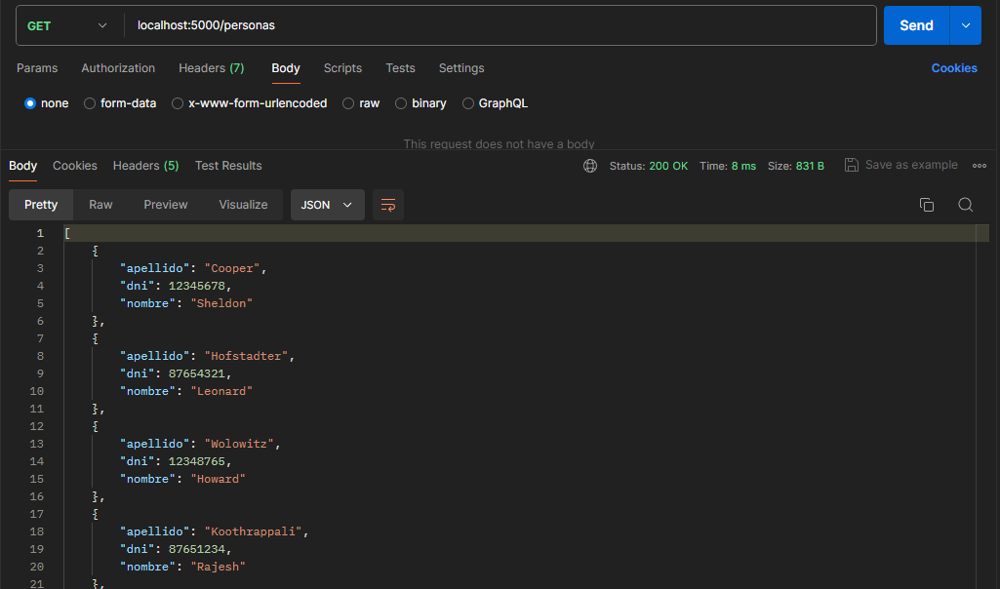 GET localhost:5000/personas Send
Params Authorization Headers (7) Body Scripts Tests Settings Cookies
none form-data x-www-form-urlencoded raw binary GraphQL
This request does not have a body
Body Cookies Headers (5) Test Results Status: 200 OK Time: 8 ms Size: 831 B Save as example
Pretty Raw Preview Visualize JSON
1 [
2 {
3 "apellido": "Cooper",
4 "dni": 12345678,
5 "nombre": "Sheldon"
6 },
7 {
8 "apellido": "Hofstadter",
9 "dni": 87654321,
10 "nombre": "Leonard"
11 },
12 {
13 "apellido": "Wolowitz",
14 "dni": 12348765,
15 "nombre": "Howard"
16 },
17 {
18 "apellido": "Koothrappali",
19 "dni": 87651234,
20 "nombre": "Rajesh"
21 },